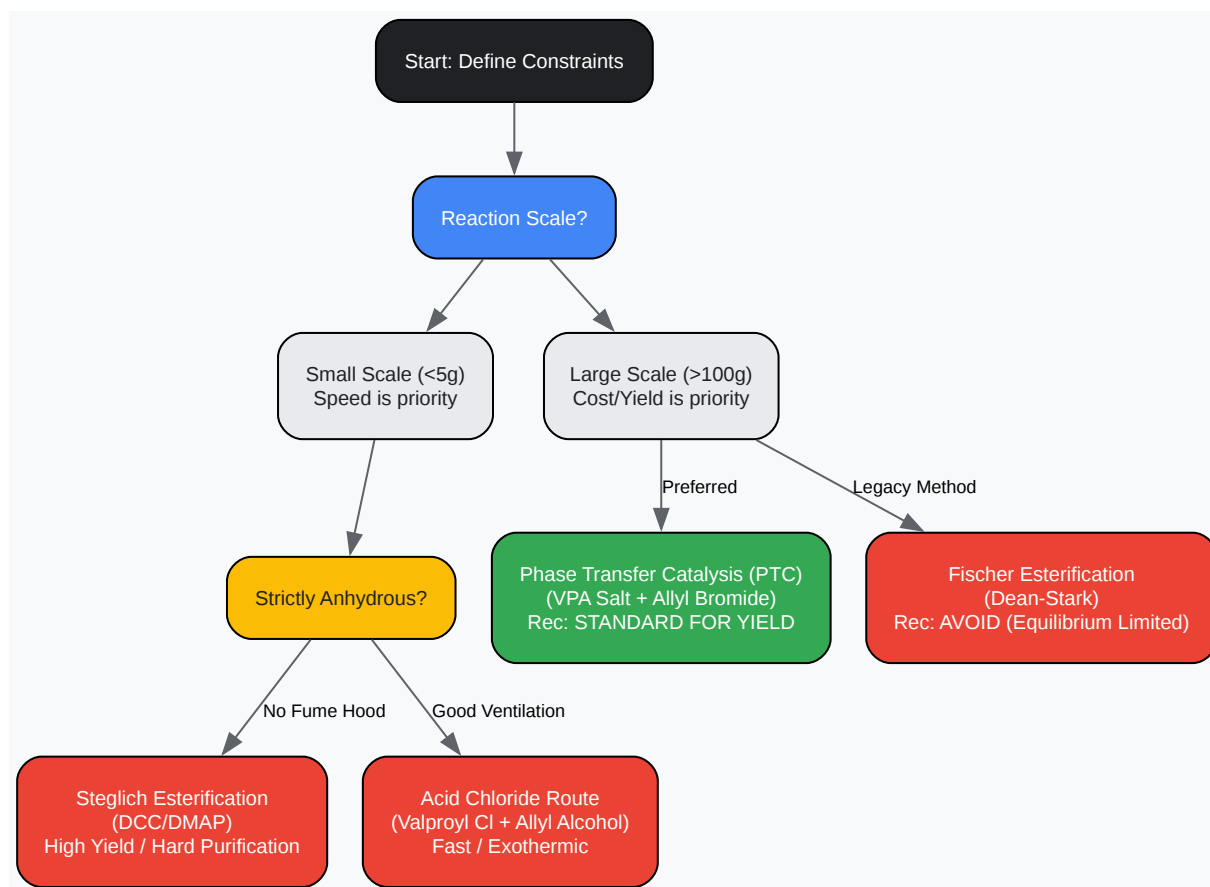 Start: Define Constraints
Reaction Scale?
Small Scale (<5g)
Speed is priority
Large Scale (>100g)
Cost/Yield is priority
Preferred
Legacy Method
Strictly Anhydrous?
Phase Transfer Catalysis (PTC)
(VPA Salt + Allyl Bromide)
Rec: STANDARD FOR YIELD
Fischer Esterification
(Dean-Stark)
Rec: AVOID (Equilibrium Limited)
No Fume Hood
Good Ventilation
Steglich Esterification
(DCC/DMAP)
High Yield / Hard Purification
Acid Chloride Route
(Valproyl Cl + Allyl Alcohol)
Fast / Exothermic